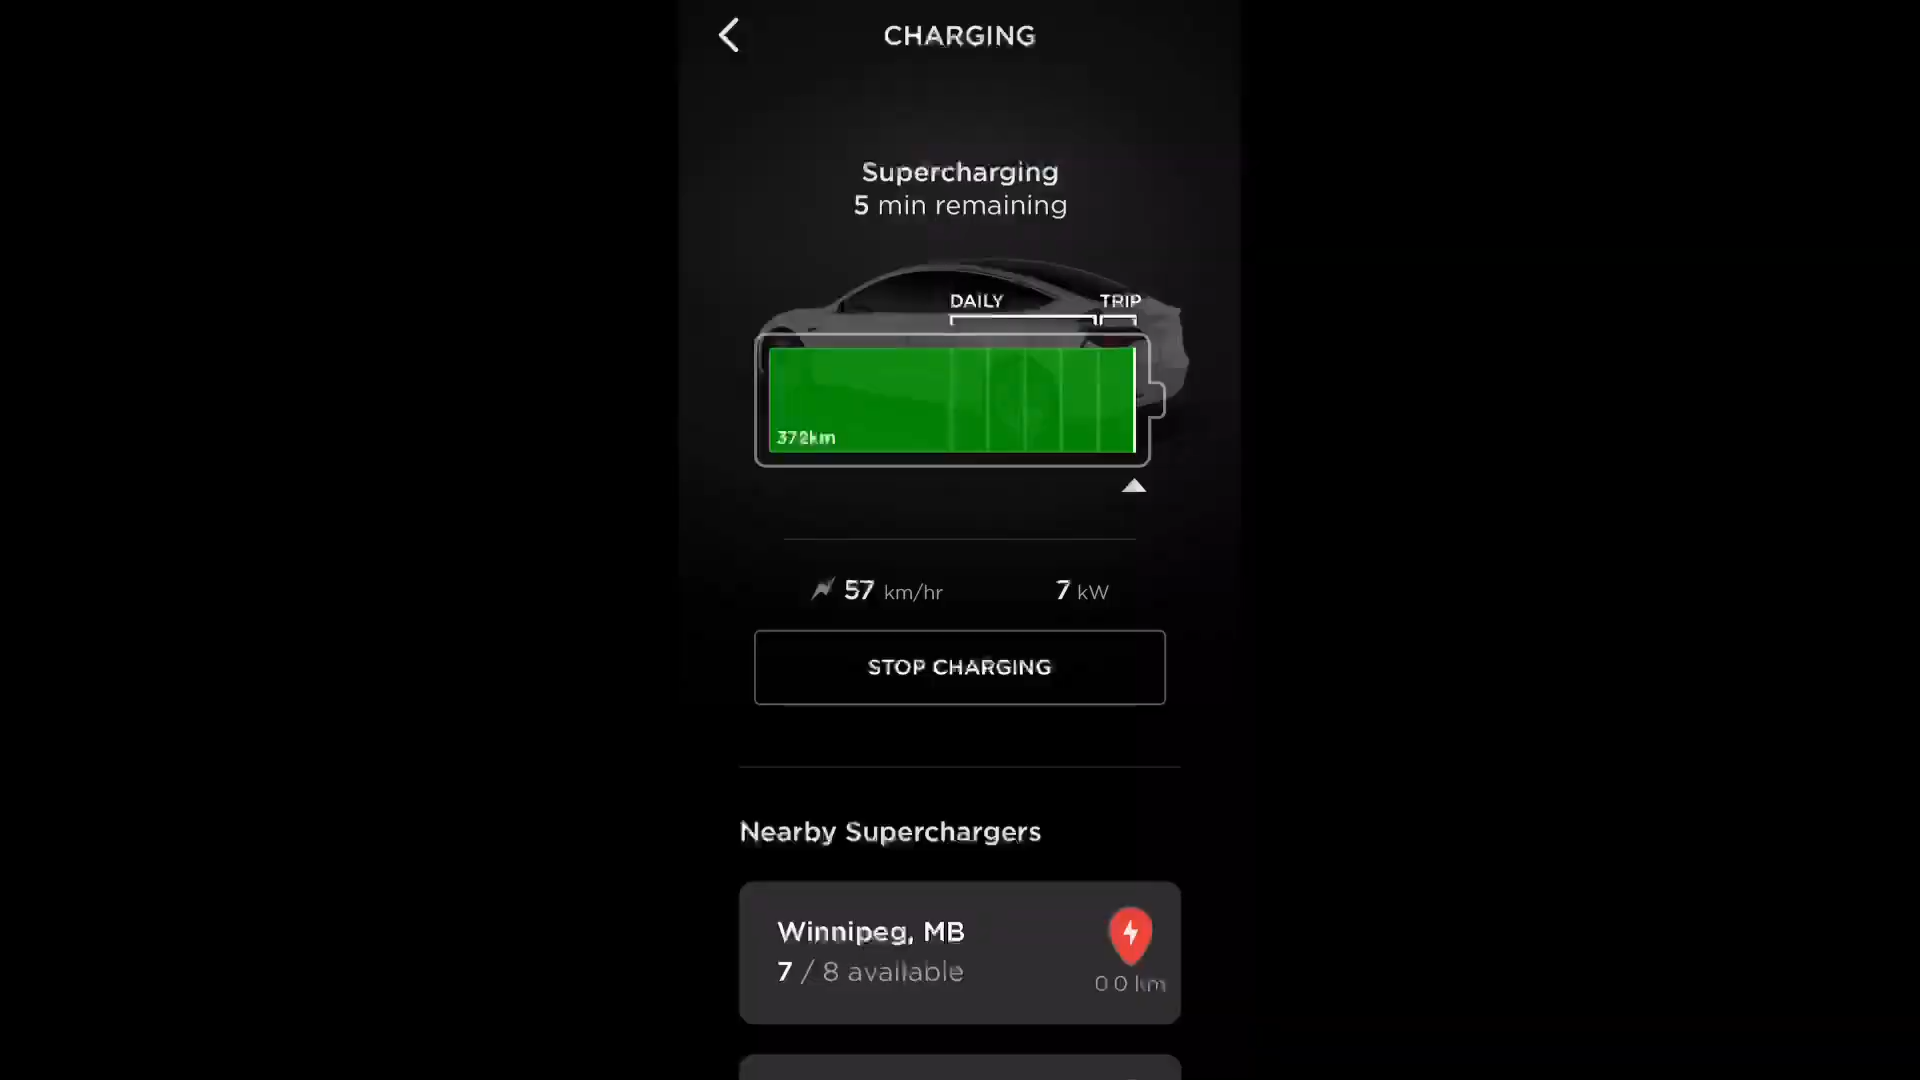 CHARGING
Supercharging
5 min remaining
DAILY TRIP
57 km/hr 7 kW
STOP CHARGING
Nearby Superchargers
Winnipeg, MB
7 / 8 available
0.0 km